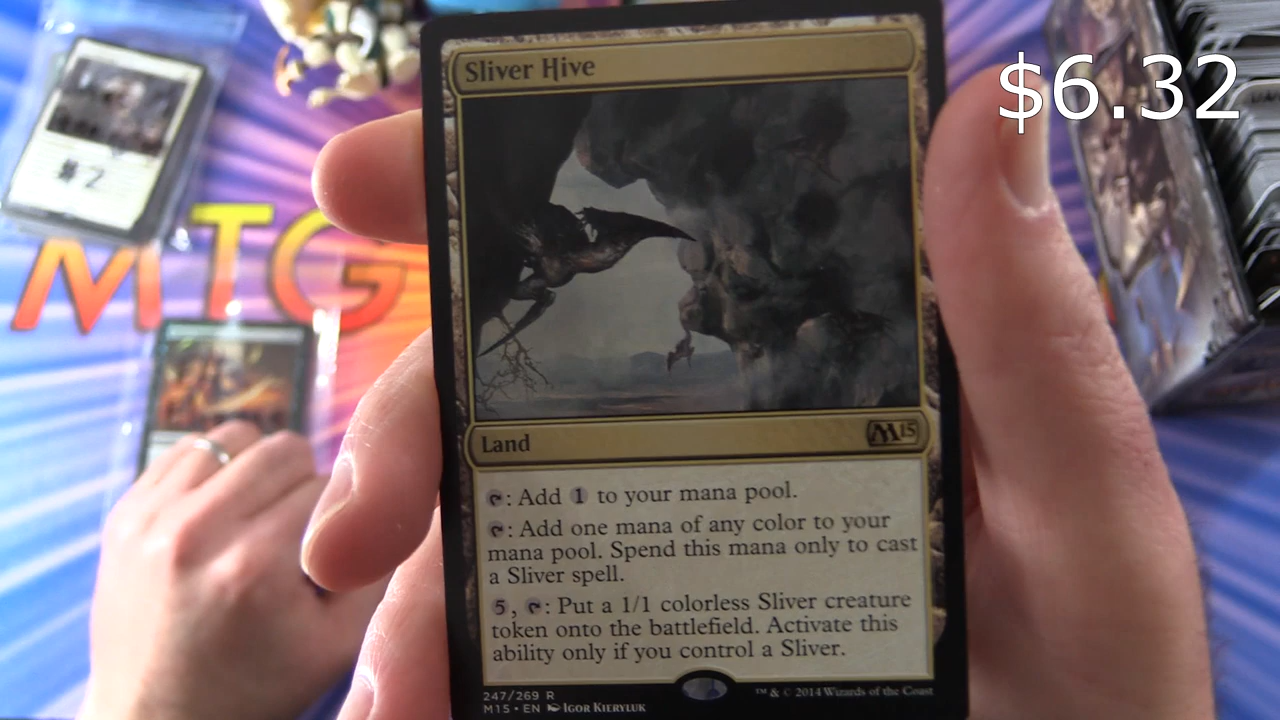 Sliver Hive
$6.32
# 2
MTG
Land
M15
: Add 1 to your mana pool.
: Add one mana of any color to your
mana pool. Spend this mana only to cast
a Sliver spell.
5, : Put a 1/1 colorless Sliver creature
token onto the battlefield. Activate this
ability only if you control a Sliver.
247/269 R
™ & © 2014 Wizards of the Coast
M15 • EN Igor Kieryluk